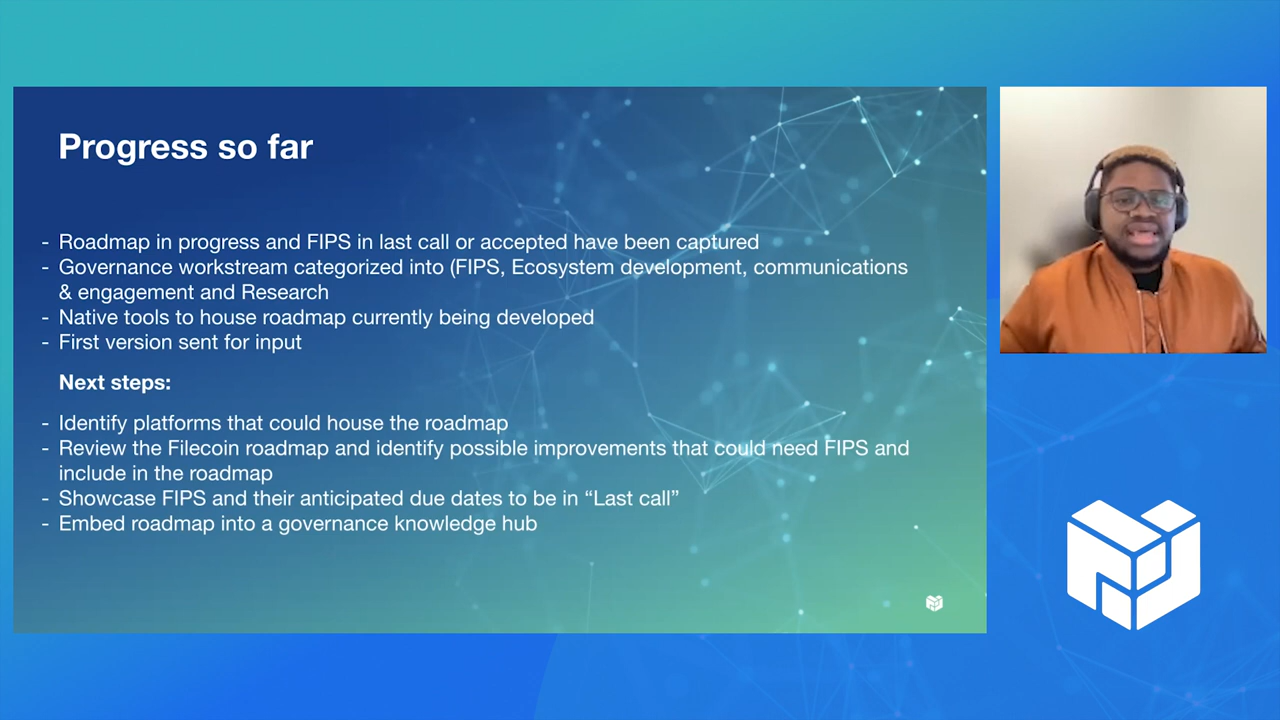 Progress so far
- Roadmap in progress and FIPS in last call or accepted have been captured
- Governance workstream categorized into (FIPS, Ecosystem development, communications
& engagement and Research
- Native tools to house roadmap currently being developed
- First version sent for input
Next steps:
- Identify platforms that could house the roadmap
- Review the Filecoin roadmap and identify possible improvements that could need FIPS and
include in the roadmap
- Showcase FIPS and their anticipated due dates to be in “Last call”
- Embed roadmap into a governance knowledge hub